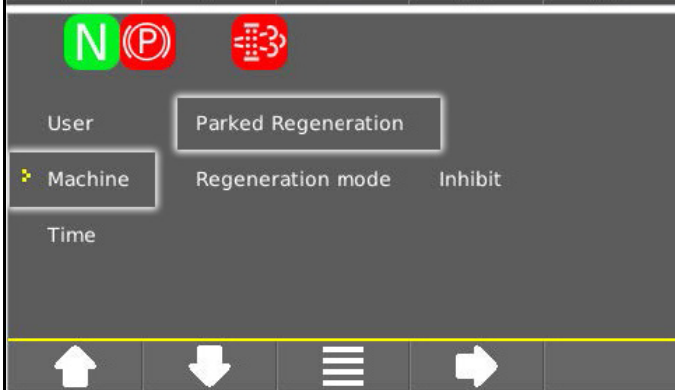 N (P)
User Parked Regeneration
Machine Regeneration mode Inhibit
Time